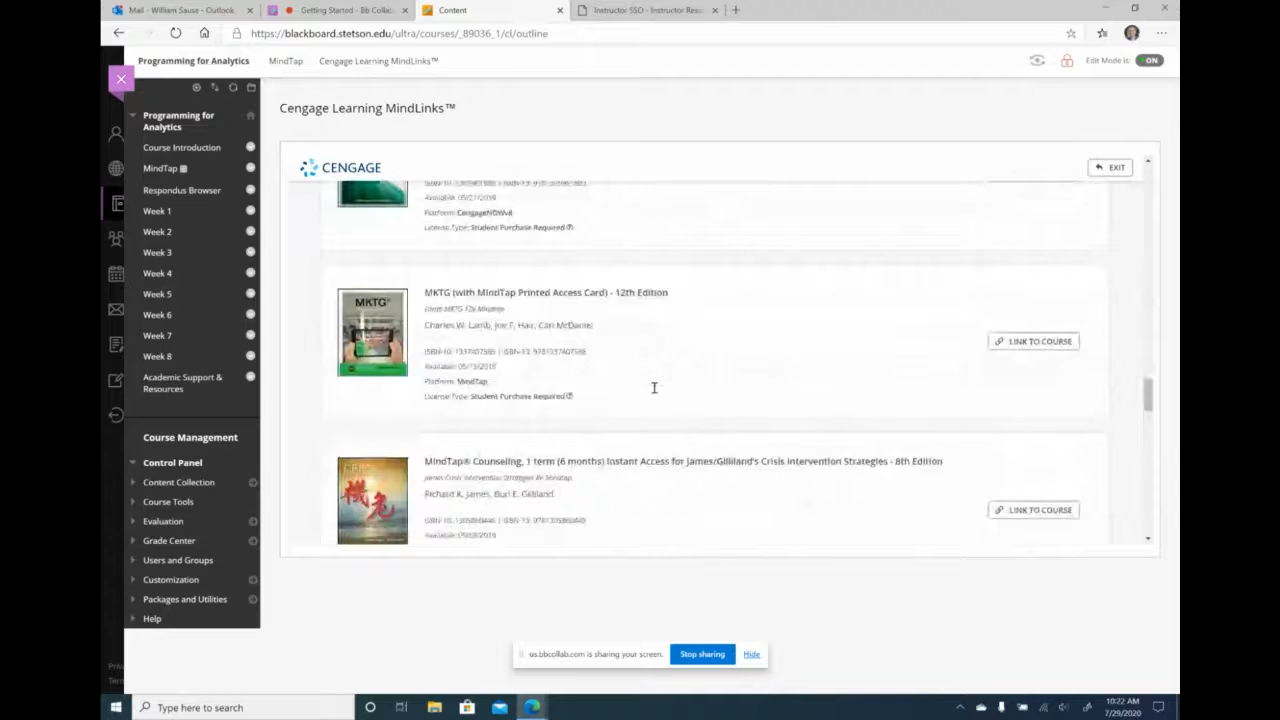 Mail - William Sause - Outlook
Getting Started - Bb Collab
Content
Instructor SSO - Instructor Resou
https://blackboard.stetson.edu/ultra/courses/_89036_1/cl/outline
Programming for Analytics
MindTap
Cengage Learning MindLinks™
Edit Mode is:
ON
Programming for
Analytics
Course Introduction
MindTap
Respondus Browser
Week 1
Week 2
Week 3
Week 4
Week 5
Week 6
Week 7
Week 8
Academic Support &
Resources
Course Management
Control Panel
Content Collection
Course Tools
Evaluation
Grade Center
Users and Groups
Customization
Packages and Utilities
Help
Priva
Term
Cengage Learning MindLinks™
CENGAGE
EXIT
Platform: CengageNOWv2
License Type: Student Purchase Required
MKTG
MKTG (with MindTap Printed Access Card) - 12th Edition
Charles W. Lamb, Joe F. Hair, Carl McDaniel
Platform: MindTap
License Type: Student Purchase Required
LINK TO COURSE
MindTap® Counseling, 1 term (6 months) Instant Access for James/Gilliland's Crisis Intervention Strategies - 8th Edition
Richard K. James, Burl E. Gilliland
LINK TO COURSE
us.bbcollab.com is sharing your screen.
Stop sharing
Hide
Type here to search
10:22 AM
7/29/2020